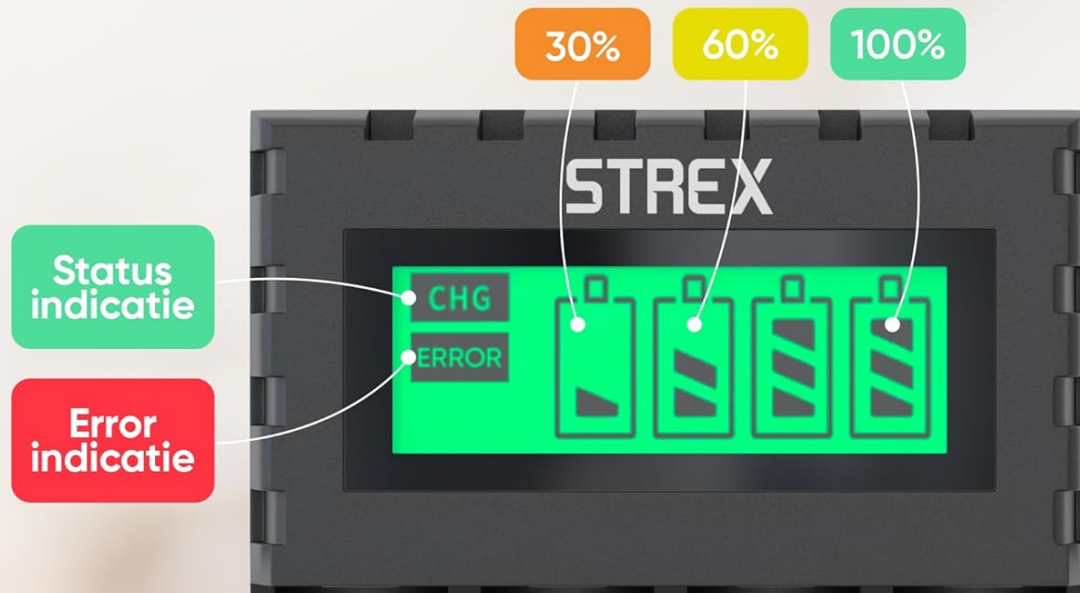 30%
60%
100%
STREX
Status
indicatie
CHG
ERROR
Error
indicatie